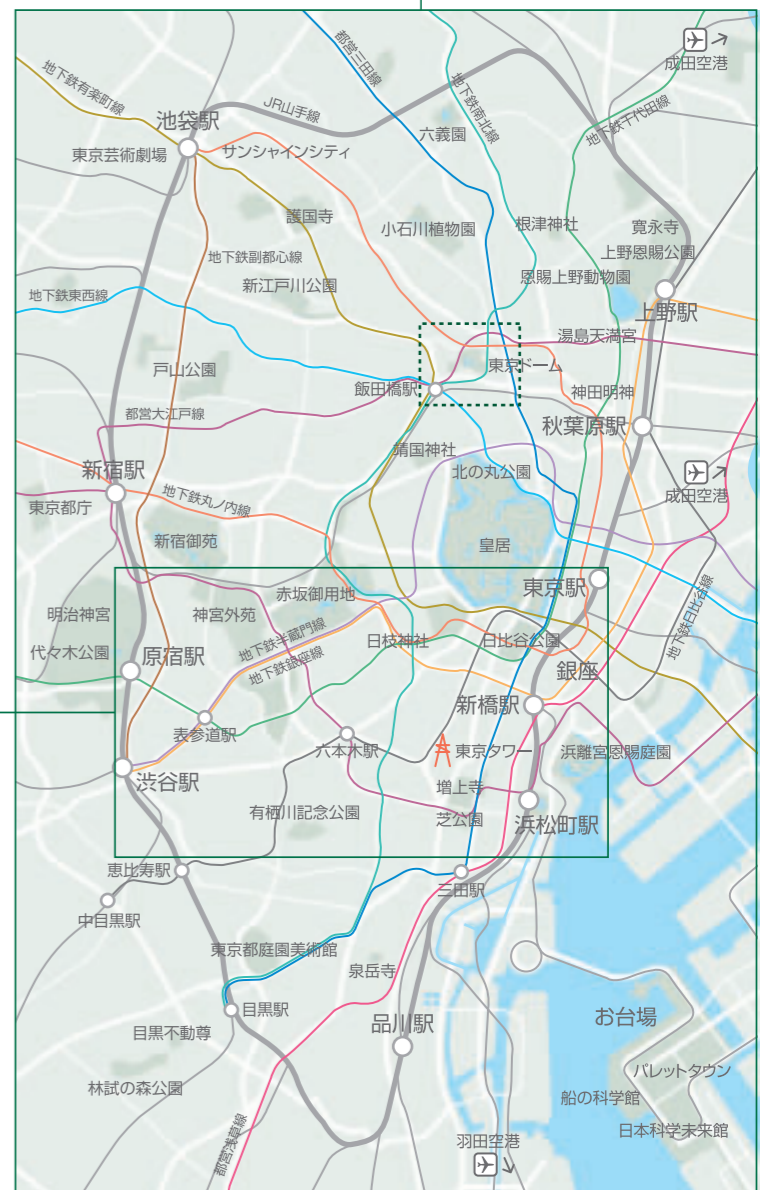 成田空港
都営三田線
地下鉄南北線
地下鉄有楽町線
JR山手線
地下鉄千代田線
池袋駅
六義園
東京芸術劇場
サンシャインシティ
護国寺
小石川植物園
根津神社
寛永寺
上野恩賜公園
地下鉄副都心線
恩賜上野動物園
新江戸川公園
地下鉄東西線
上野駅
湯島天満宮
戸山公園
東京ドーム
飯田橋駅
神田明神
都営大江戸線
秋葉原駅
靖国神社
新宿駅
北の丸公園
成田空港
地下鉄丸ノ内線
東京都庁
新宿御苑
皇居
東京駅
赤坂御用地
明治神宮
神宮外苑
地下鉄日比谷線
地下鉄半蔵門線
日枝神社
日比谷公園
代々木公園
原宿駅
地下鉄銀座線
銀座
新橋駅
表参道駅
六本木駅
東京タワー
浜離宮恩賜庭園
渋谷駅
増上寺
有栖川記念公園
芝公園
浜松町駅
恵比寿駅
三田駅
中目黒駅
東京都庭園美術館
泉岳寺
目黒駅
お台場
品川駅
目黒不動尊
パレットタウン
林試の森公園
船の科学館
日本科学未来館
都営浅草線
羽田空港